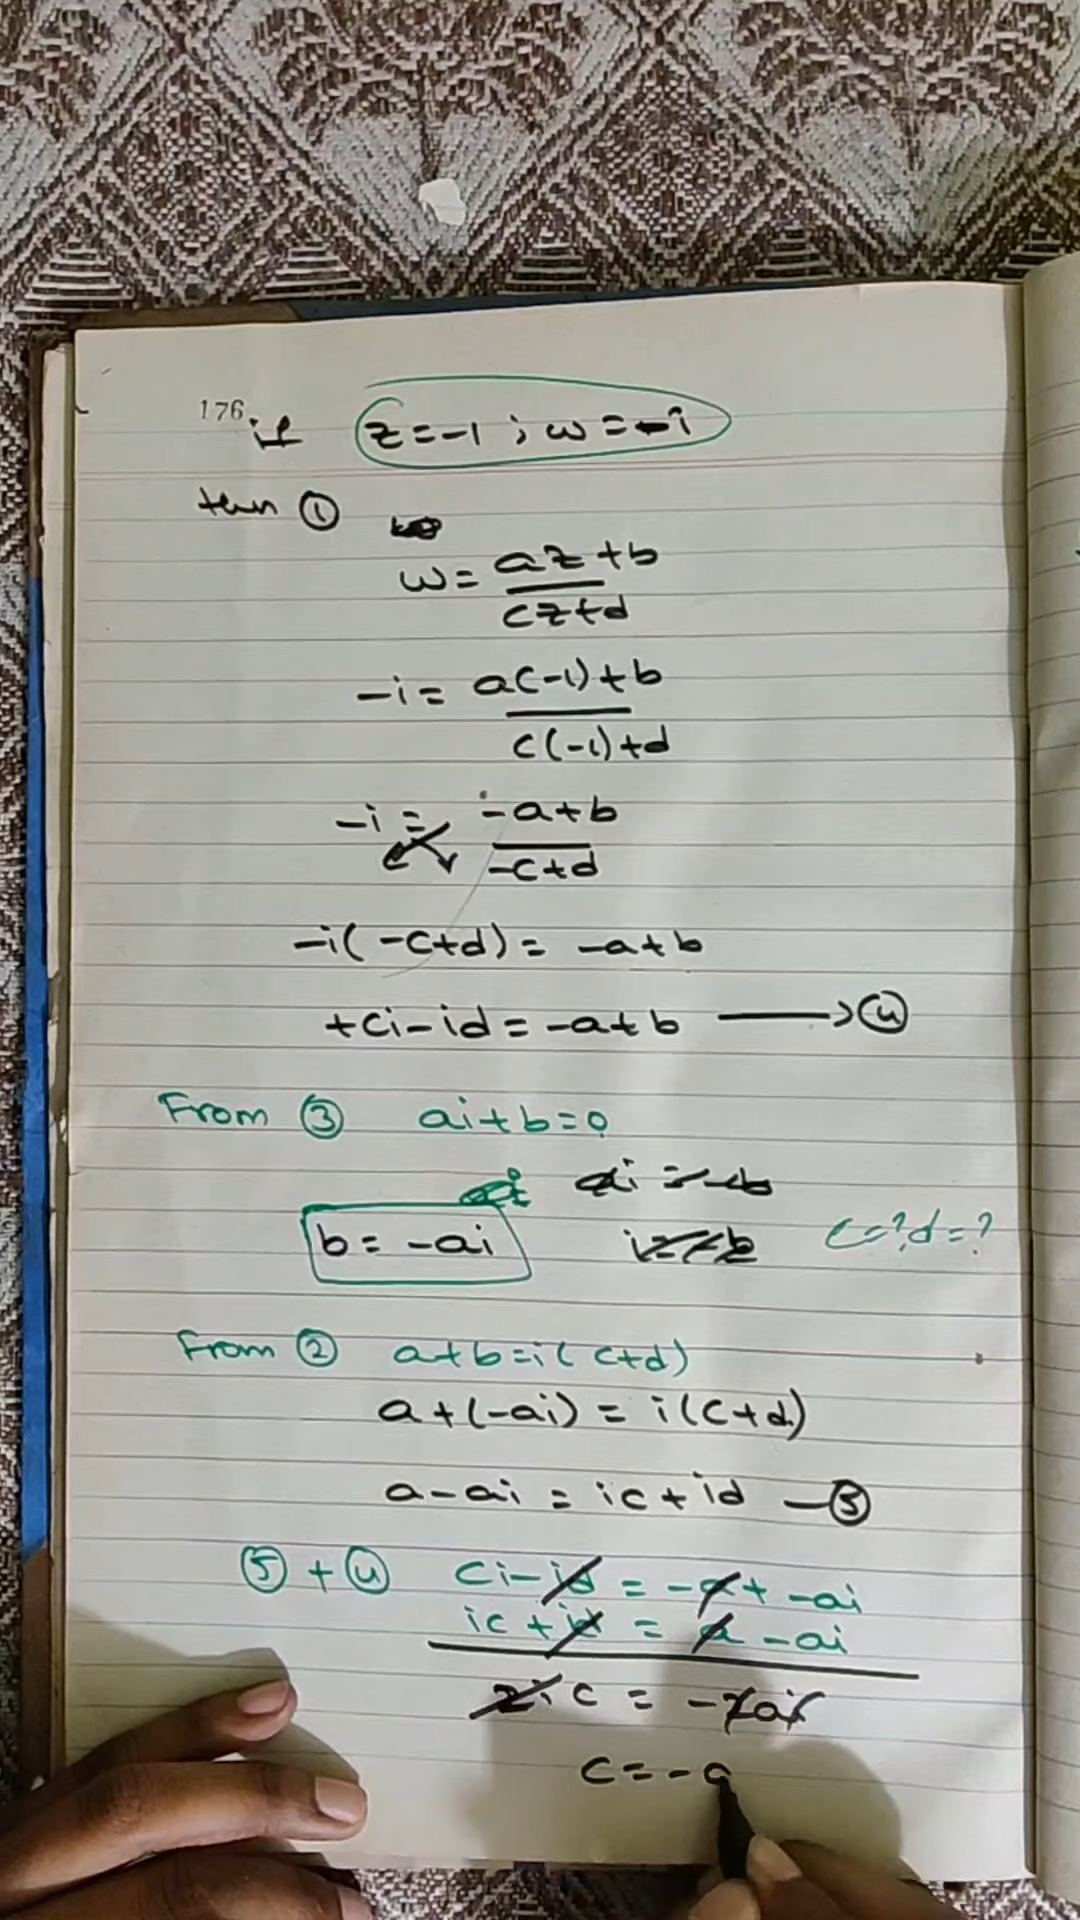 176
if z=-1 ; w=-i
then ①
w= az+b
cz+d
-i= a(-1)+b
c(-1)+d
-i= -a+b
-c+d
-i(-c+d)= -a+b
+ci-id=-a+b ⟶ ④
From ③ ai+b=0
ai =-b
b= -ai
i=-b
c=?d=?
From ② a+b=i(c+d)
a+(-ai) = i(c+d)
a-ai = ic+id -⑤
⑤+④ ci-id = -a+-ai
ic+id = a-ai
2ic = -2ai
c=-a